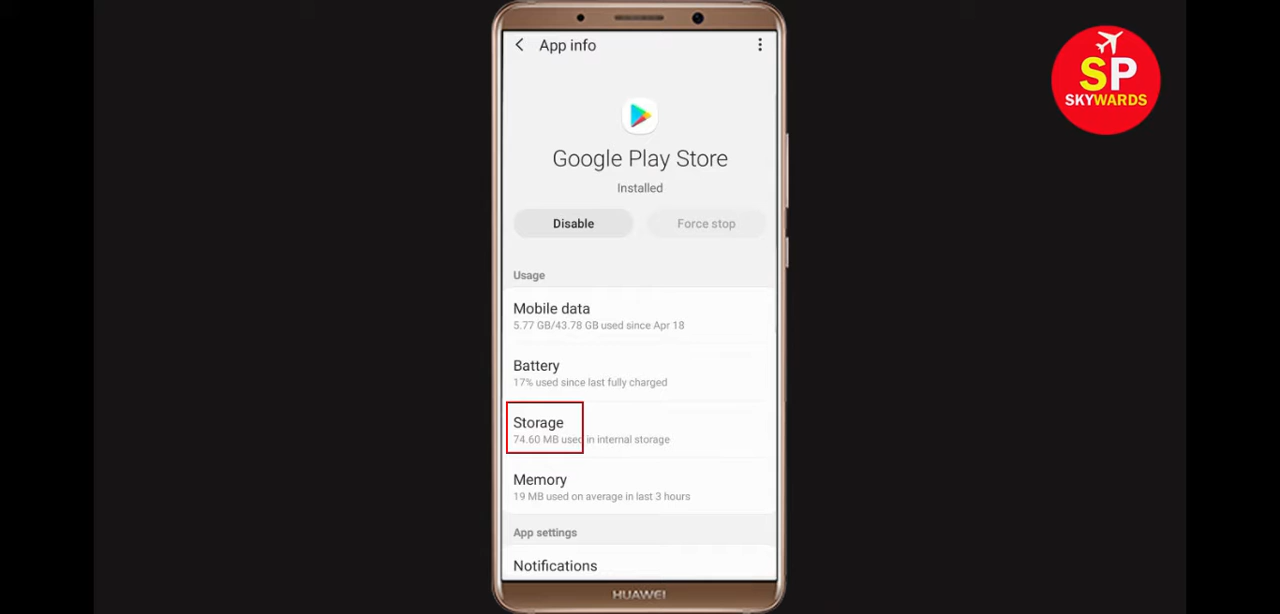 App info
SP
SKYWARDS
Google Play Store
Installed
Disable
Force stop
Usage
Mobile data
5.77 GB/43.78 GB used since Apr 18
Battery
17% used since last fully charged
Storage
74.60 MB used in internal storage
Memory
19 MB used on average in last 3 hours
App settings
Notifications
HUAWEI